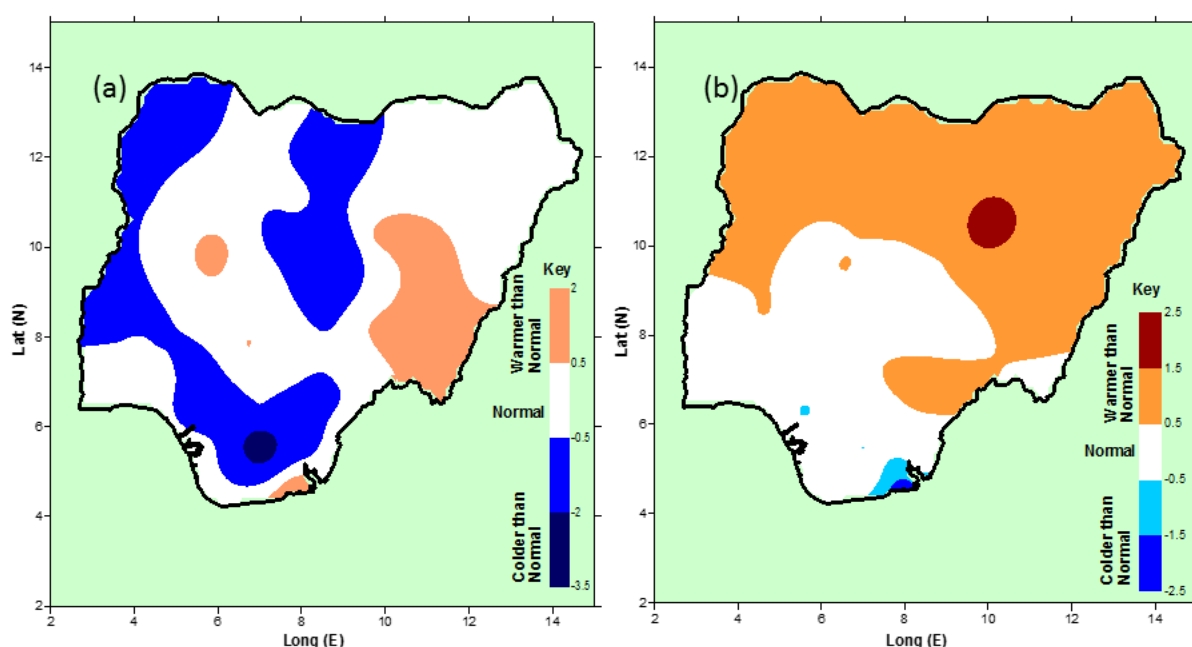 (a)
14
12
10
8
6
4
2
Lat (N)
2
4
6
8
10
12
14
Long (E)
Key
2
0.5
-0.5
-2
-3.5
Warmer than
Normal
Normal
Colder than
Normal
(b)
14
12
10
8
6
4
2
Lat (N)
2
4
6
8
10
12
14
Long (E)
Key
2.5
1.5
0.5
-0.5
-1.5
-2.5
Warmer than
Normal
Normal
Colder than
Normal